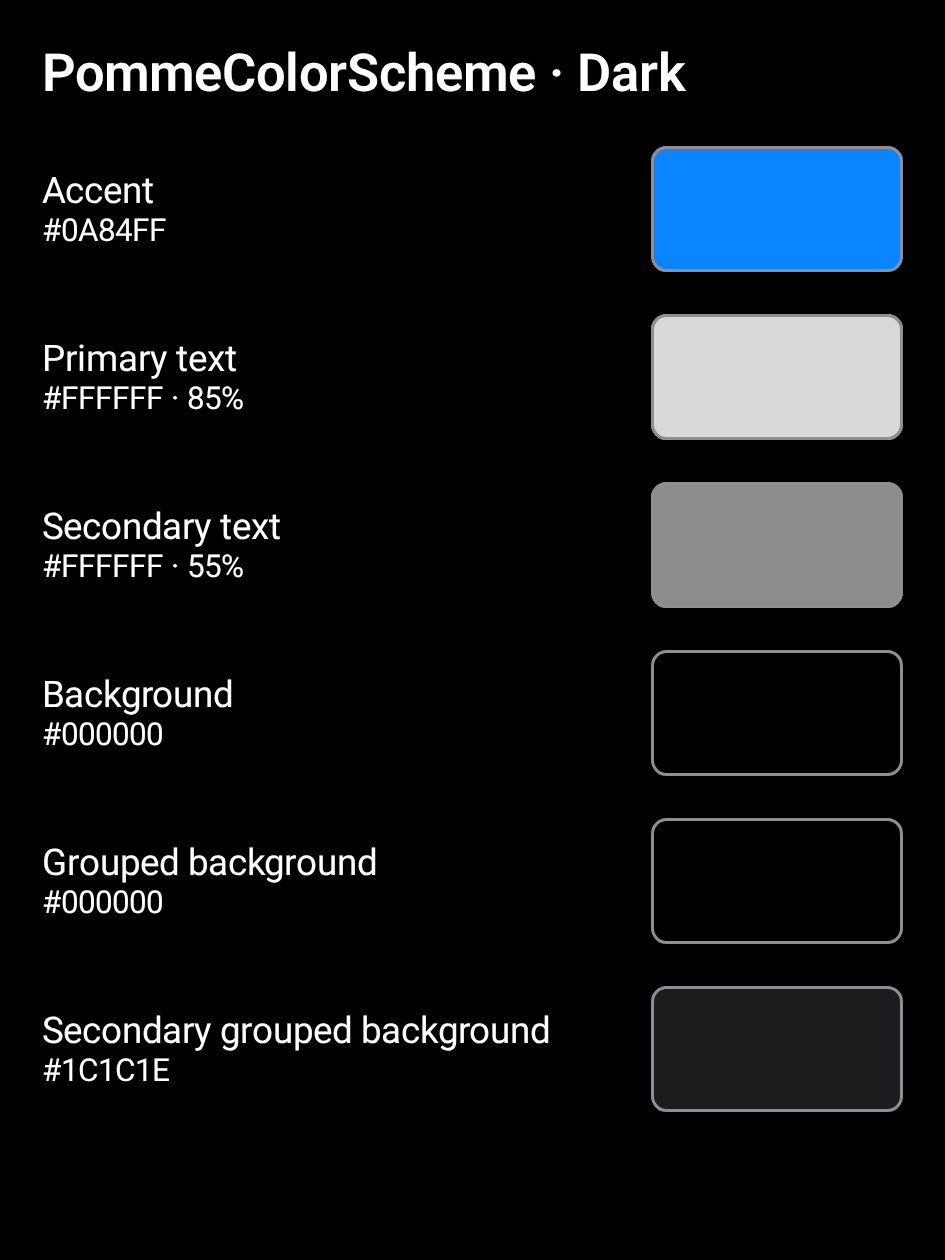 PommeColorScheme · Dark
Accent
#0A84FF
Primary text
#FFFFFF · 85%
Secondary text
#FFFFFF · 55%
Background
#000000
Grouped background
#000000
Secondary grouped background
#1C1C1E